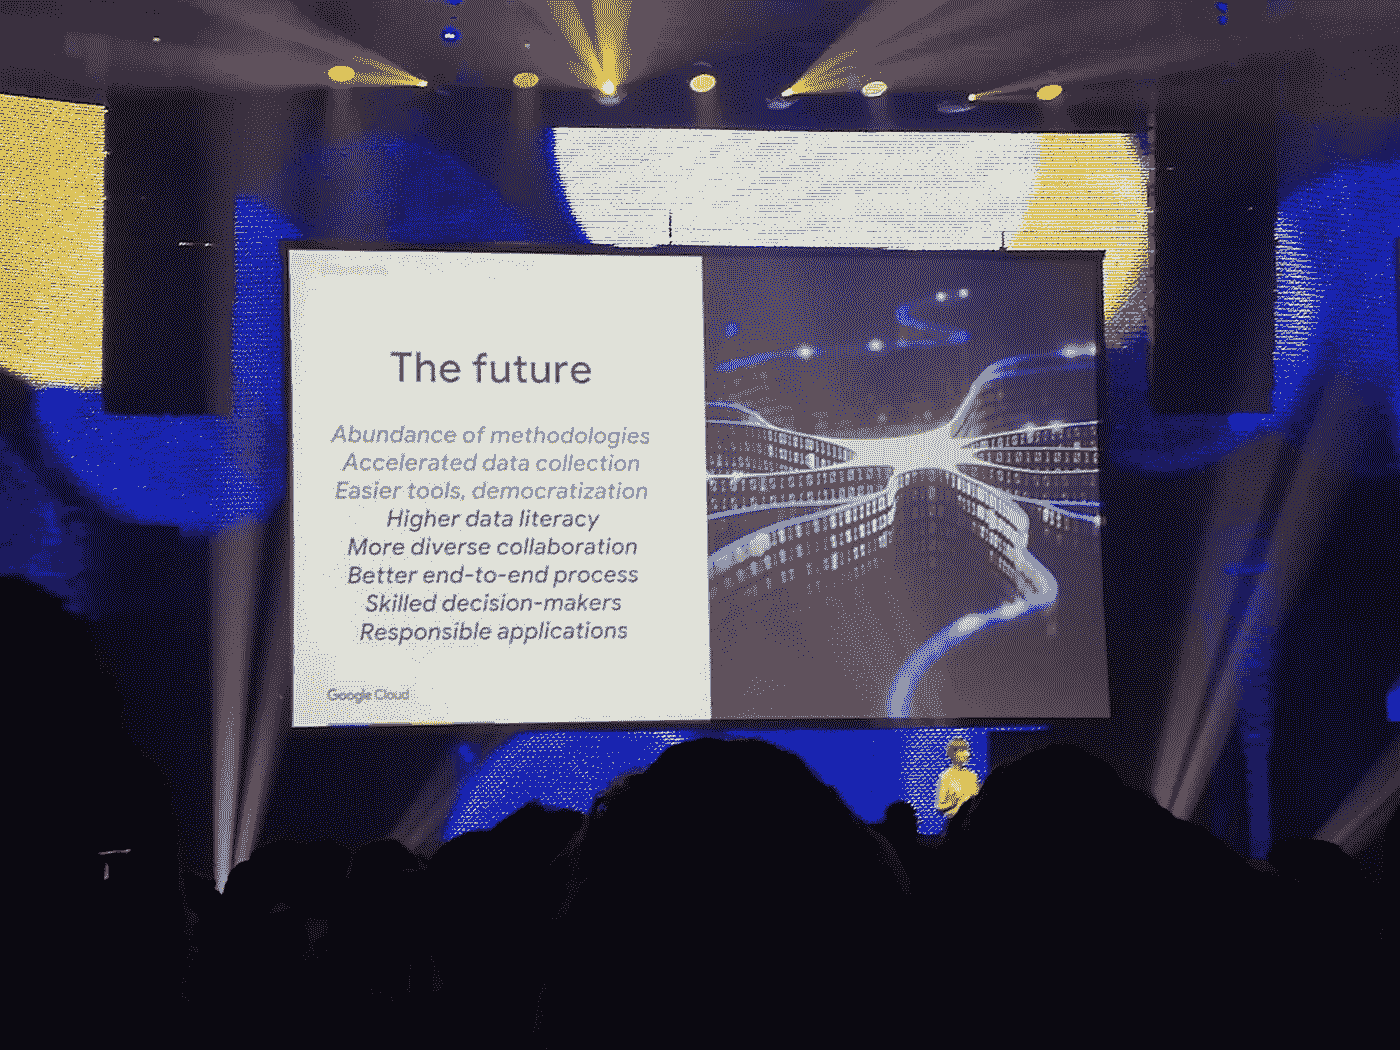 The future
Abundance of methodologies
Accelerated data collection
Easier tools, democratization
Higher data literacy
More diverse collaboration
Better end-to-end process
Skilled decision-makers
Responsible applications
Google Cloud